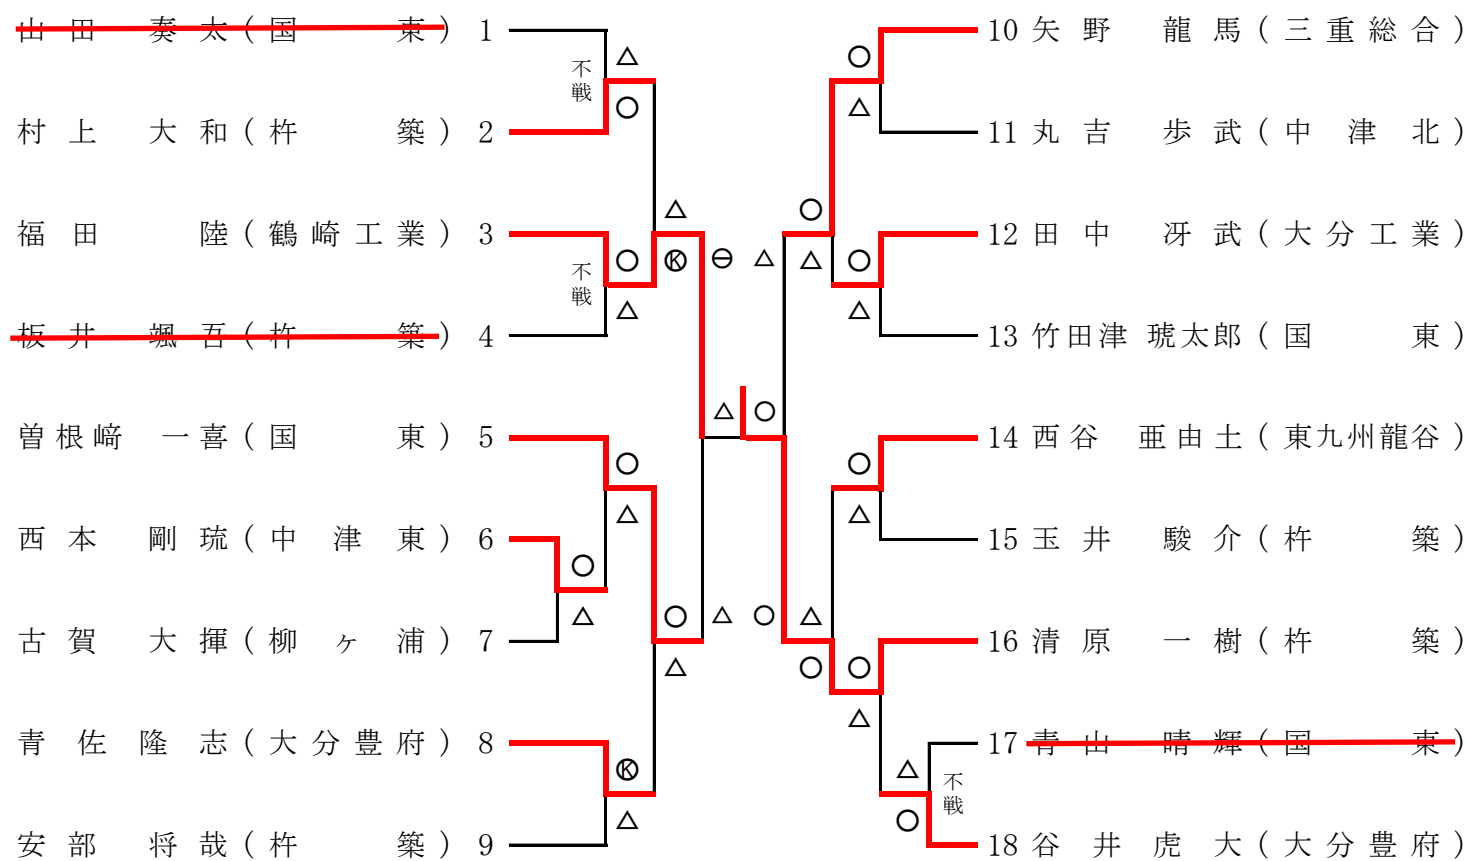 山田 奏太(国 東) 1
不戦
村上 大和(杵 築) 2
福田 陸(鶴崎工業) 3
不戦
板井 颯吾(杵 築) 4
曽根﨑 一喜(国 東) 5
西本 剛琉(中津東) 6
古賀 大揮(柳ヶ浦) 7
青佐 隆志(大分豊府) 8
安部 将哉(杵 築) 9
10 矢野 龍馬(三重総合)
11 丸吉 歩武(中津北)
12 田中 冴武(大分工業)
13 竹田津 琥太郎(国 東)
14 西谷 亜由土(東九州龍谷)
15 玉井 駿介(杵 築)
16 清原 一樹(杵 築)
17 青山 晴輝(国 東)
不戦
18 谷井 虎大(大分豊府)